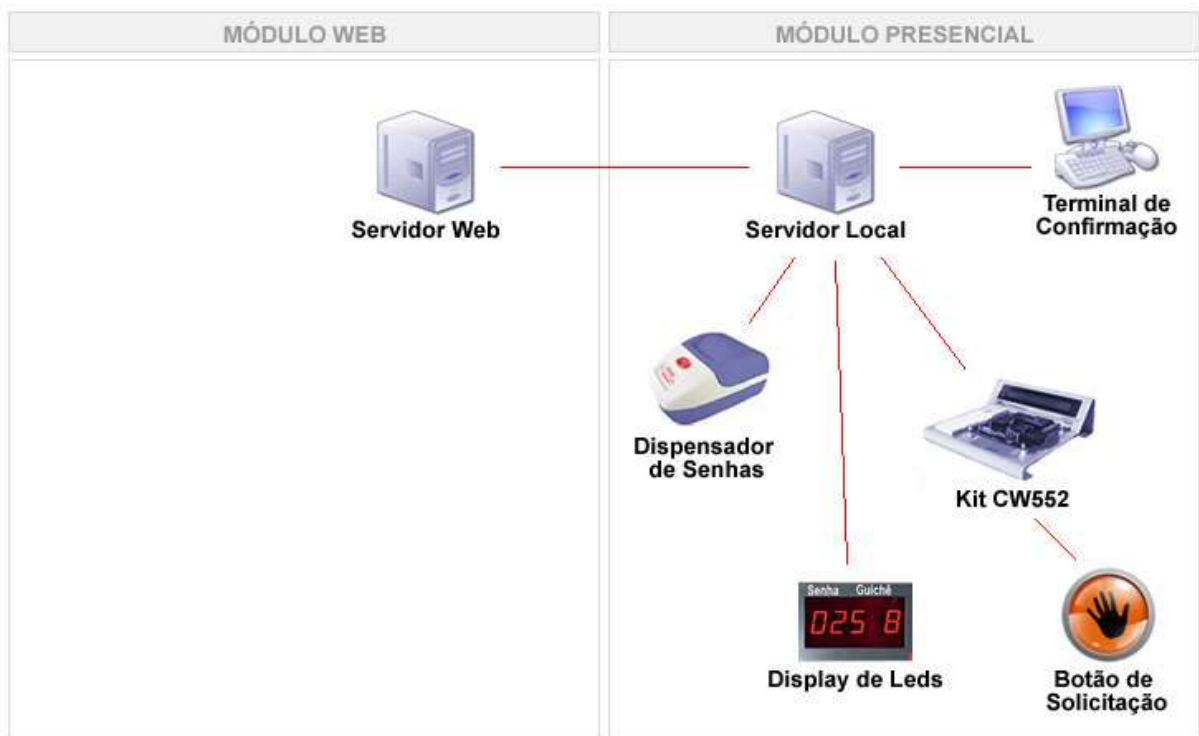 MÓDULO WEB
MÓDULO PRESENCIAL
Servidor Web
Servidor Local
Terminal de
Confirmação
Dispensador
de Senhas
Kit CW552
Senha Guichê
025 8
Display de Leds
Botão de
Solicitação